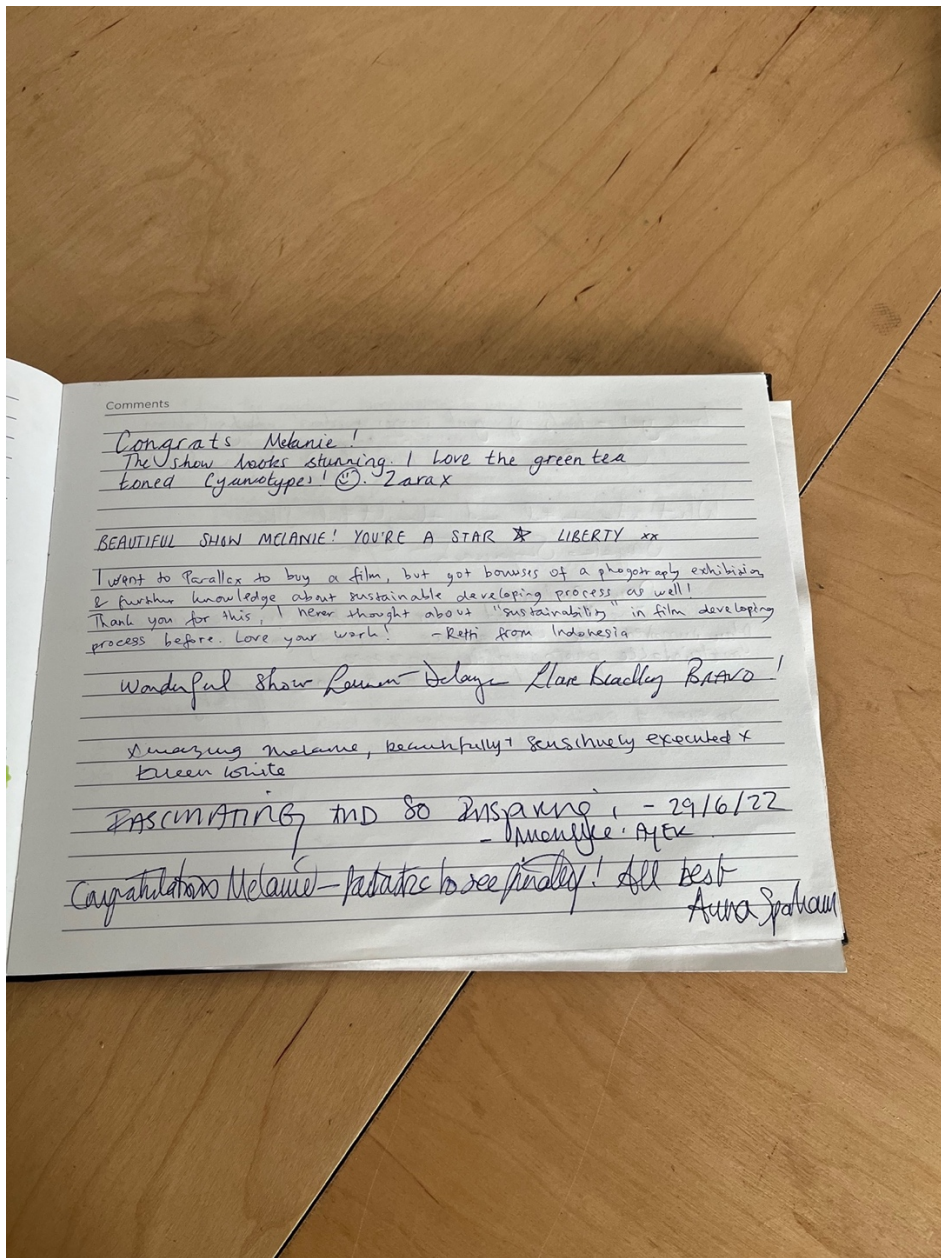 Comments
Congrats Melanie!
The show looks stunning. I Love the green tea
toned Cyanotypes! ☺. Zara x
BEAUTIFUL SHOW MELANIE! YOU'RE A STAR ☆ LIBERTY xx
I went to Parallax to buy a film, but got bonuses of a phogotraphy exhibition
& further knowledge about sustainable developing process as well!
Thank you for this, I never thought about "sustainability" in film developing
process before. Love your work! - Retti from Indonesia
Wonderful Show BRAVO!
Amazing Melanie, beautifully + sensitively executed x
White
FASCINATING AND SO INSPIRING, - 29/6/22
Congratulations Melanie - fantastic to see finally! All best
Anna